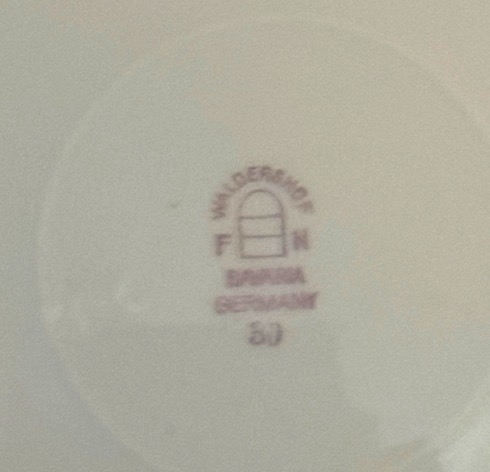 WALDERSHOF
F N
BAVARIA
GERMANY
50